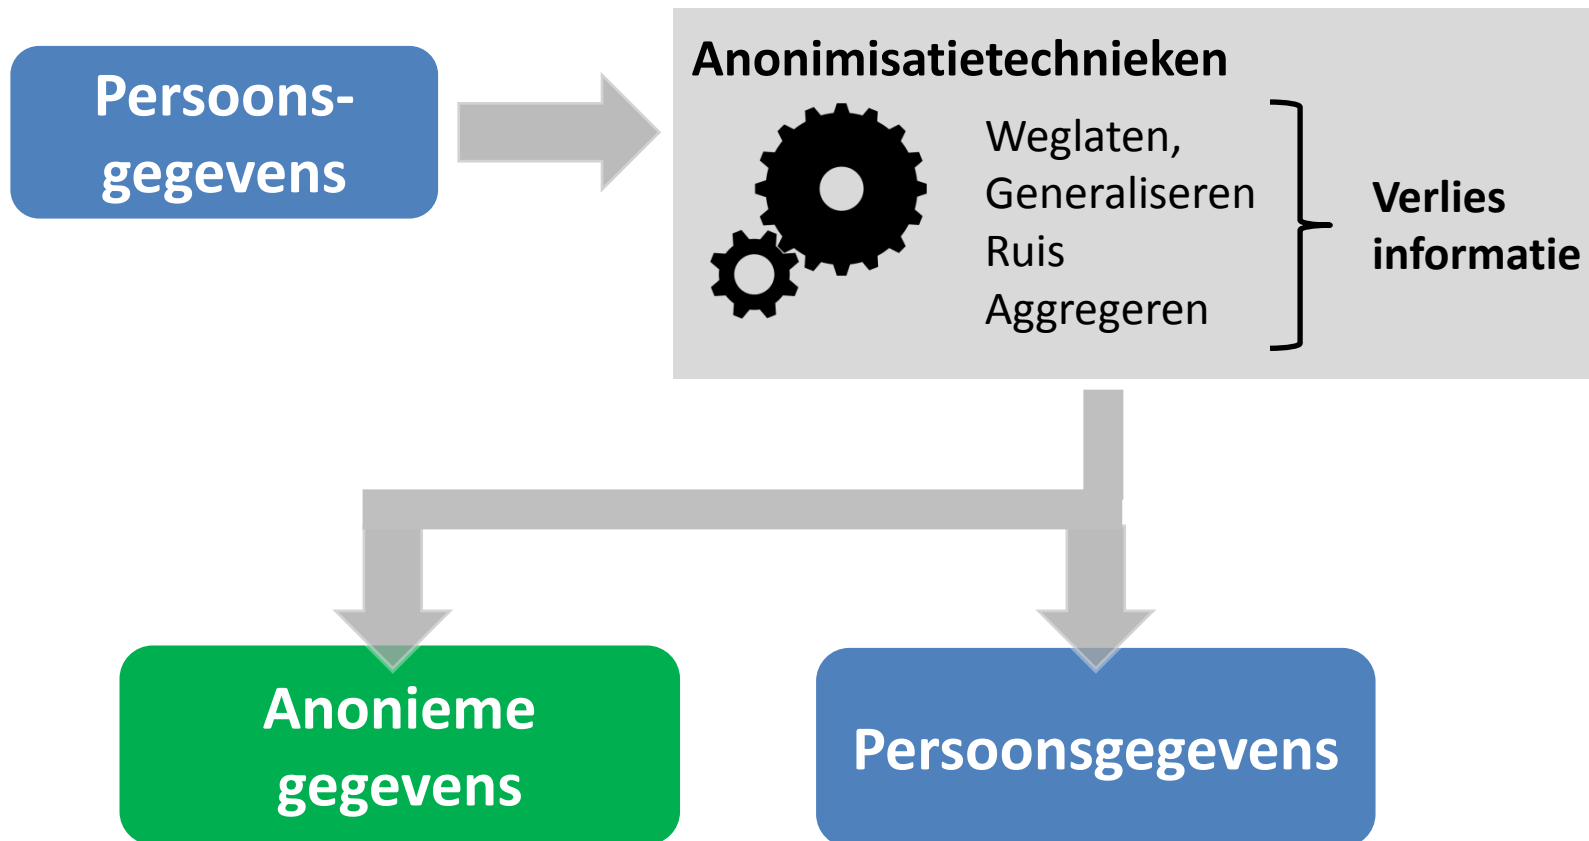 Persoons-
gegevens
Anonimisatietechnieken
Weglaten,
Generaliseren
Ruis
Aggregeren
Verlies
informatie
Anonieme
gegevens
Persoonsgegevens